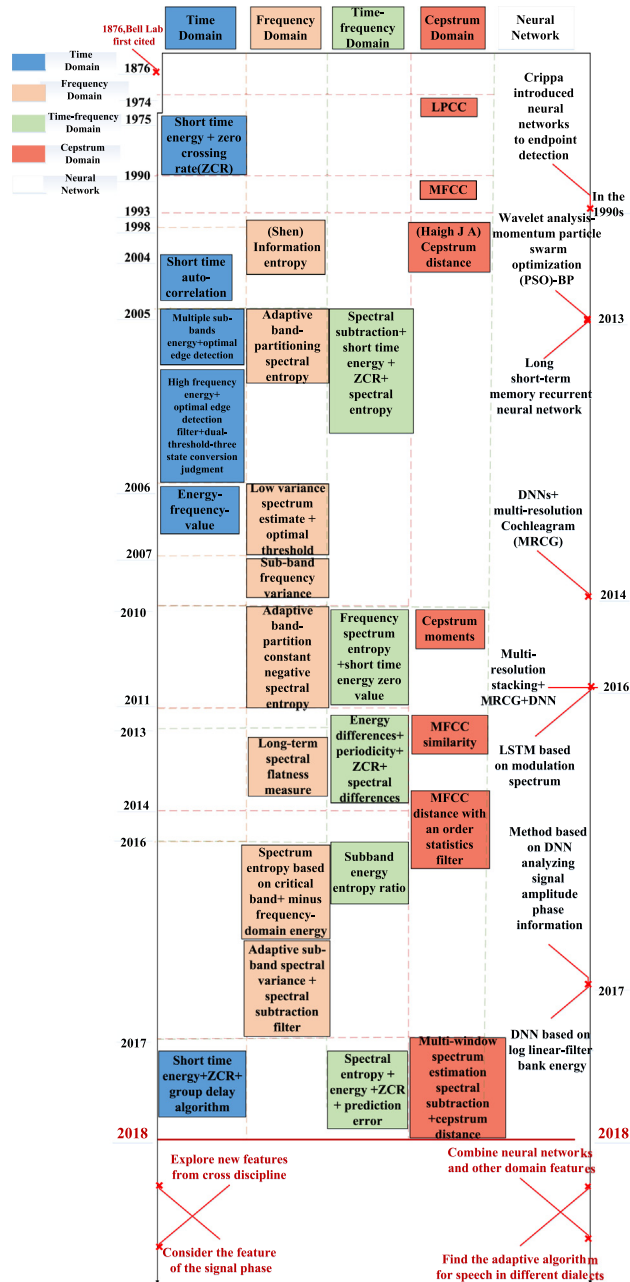 Time
Domain
Frequency
Domain
Time-
frequency
Domain
Cepstrum
Domain
Neural
Network
1876,Bell Lab
first cited
Time
Domain
Frequency
Domain
Time-frequency
Domain
Cepstrum
Domain
Neural
Network
1876
1974
1975
1990
1993
1998
2004
2005
2006
2007
2010
2011
2013
2014
2016
2017
2018
Short time
energy + zero
crossing
rate(ZCR)
Short time
auto-
correlation
Multiple sub-
bands
energy+optimal
edge detection
High frequency
energy+
optimal edge
detection
filter+dual-
threshold-three
state conversion
judgment
Energy-
frequency-
value
Short time
energy+ZCR+
group delay
algorithm
(Shen)
Information
entropy
Adaptive
band-
partitioning
spectral
entropy
Low variance
spectrum
estimate +
optimal
threshold
Sub-band
frequency
variance
Adaptive
band-
partition
constant
negative
spectral
entropy
Long-term
spectral
flatness
measure
Spectrum
entropy based
on critical
band+ minus
frequency-
domain energy
Adaptive sub-
band spectral
variance +
spectral
subtraction
filter
Spectral
subtraction+
short time
energy +
ZCR+
spectral
entropy
Frequency
spectrum
entropy
+short time
energy zero
value
Energy
differences+
periodicity+
ZCR+
spectral
differences
Subband
energy
entropy ratio
Spectral
entropy +
energy +ZCR
+ prediction
error
LPCC
MFCC
(Haigh J A)
Cepstrum
distance
Cepstrum
moments
MFCC
similarity
MFCC
distance with
an order
statistics
filter
Multi-window
spectrum
estimation
spectral
subtraction
+cepstrum
distance
Crippa
introduced
neural
networks
to endpoint
detection
In the
1990s
Wavelet analysis-
momentum particle
swarm
optimization
(PSO)-BP
2013
Long
short-term
memory recurrent
neural network
DNNs+
multi-resolution
Cochleagram
(MRCG)
2014
Multi-
resolution
stacking+
MRCG+DNN
2016
LSTM based
on modulation
spectrum
Method based
on DNN
analyzing
signal
amplitude
phase
information
2017
DNN based on
log linear-filter
bank energy
2018
Explore new features
from cross discipline
Consider the feature
of the signal phase
Combine neural networks
and other domain features
Find the adaptive algorithm
for speech in different dialects